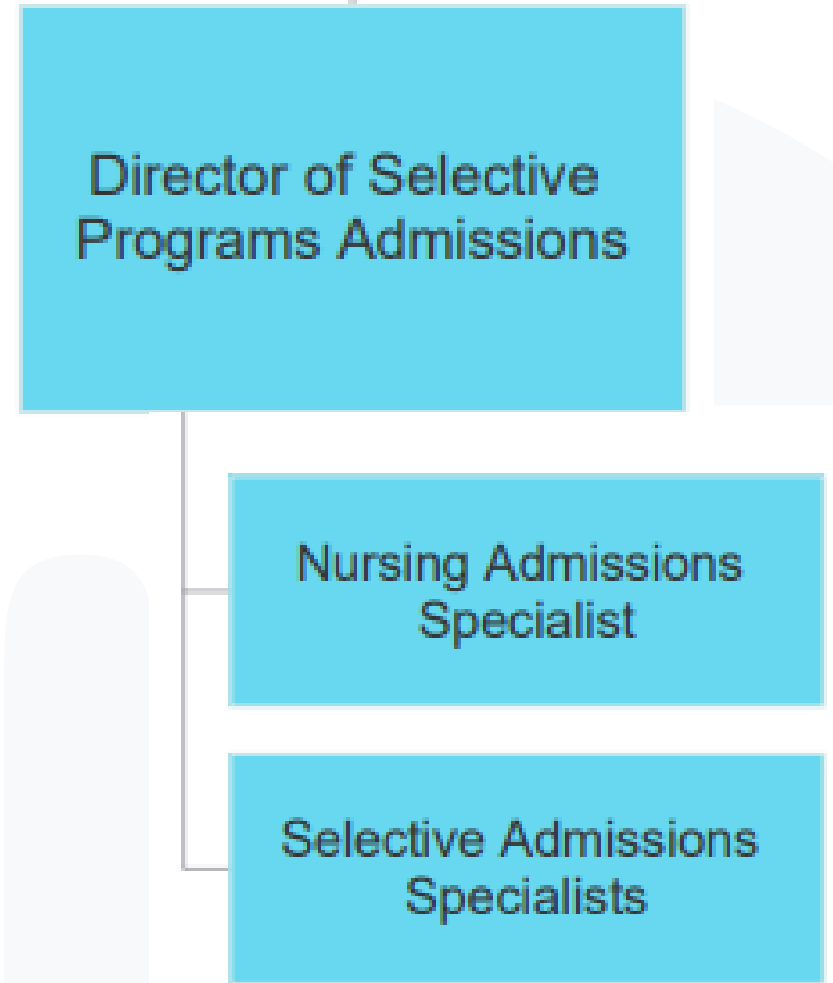 Director of Selective
Programs Admissions
Nursing Admissions
Specialist
Selective Admissions
Specialists